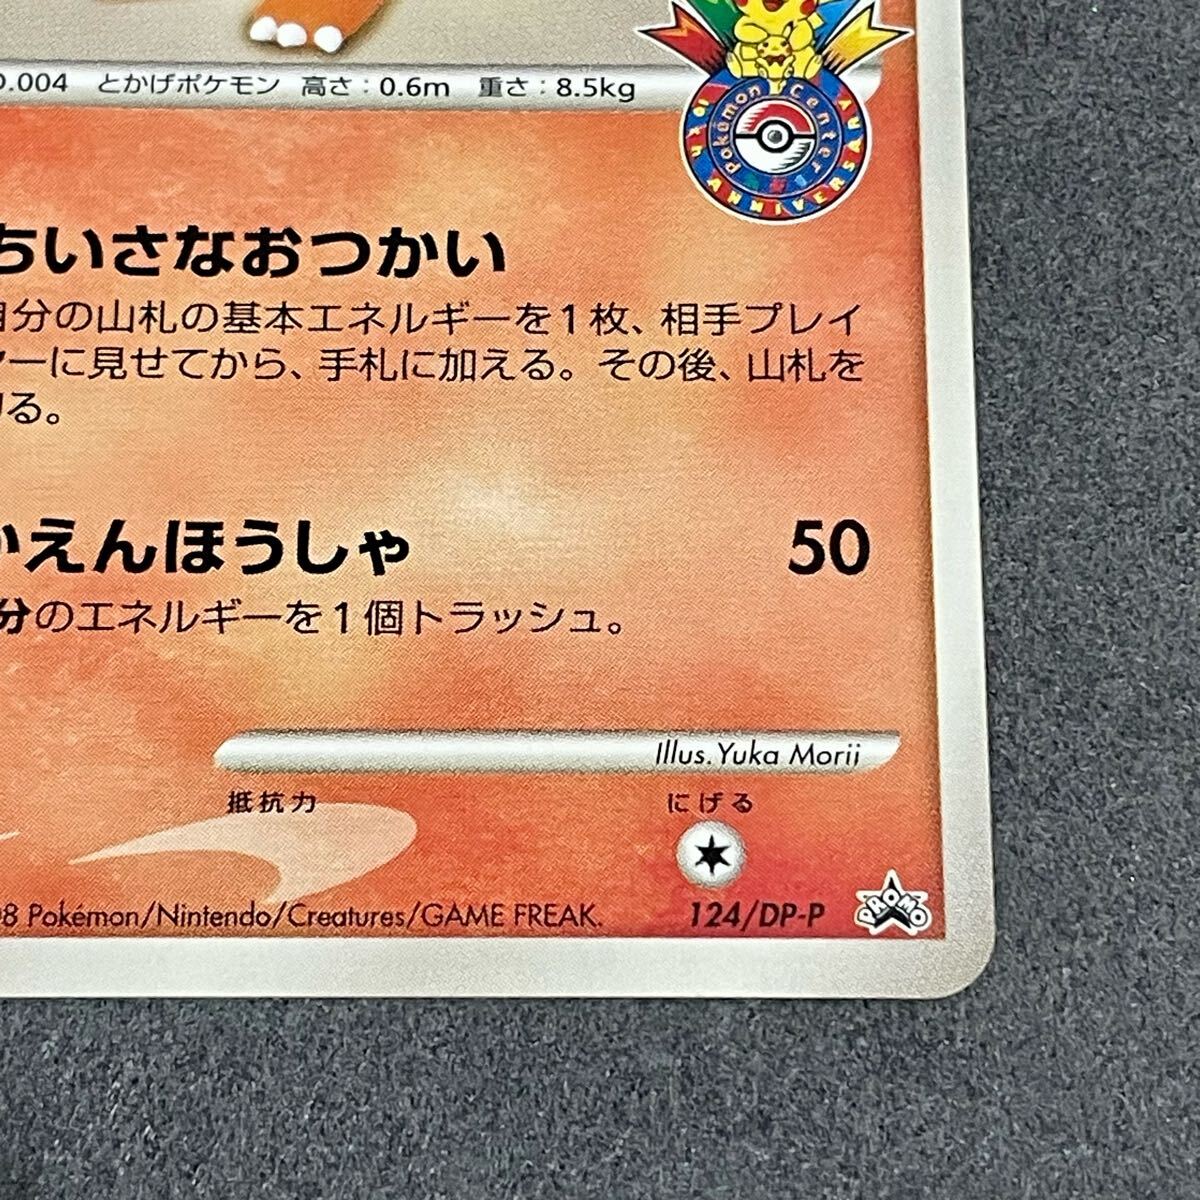 .004 とかげポケモン 高さ：0.6m 重さ：8.5kg
Pokémon Center
10th ANNIVERSARY
ちいさなおつかい
自分の山札の基本エネルギーを1枚、相手プレイ
ヤーに見せてから、手札に加える。その後、山札を
切る。
かえんほうしゃ 50
分のエネルギーを1個トラッシュ。
Illus. Yuka Morii
抵抗力 にげる
08 Pokémon/Nintendo/Creatures/GAME FREAK. 124/DP-P PROMO